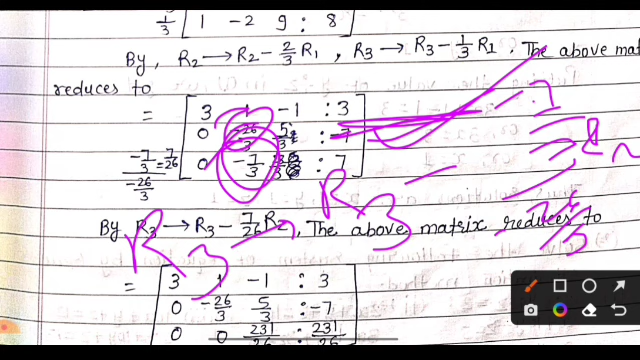 1/3 [ 1 -2 9 : 8 ]
By, R₂ → R₂ - 2/3 R₁ , R₃ → R₃ - 1/3 R₁ . The above mat
reduces to
= [ 3 1 -1 : 3
0 -26/3 5/3 : -7
0 -7/3 : 7 ]
-7/3 / -26/3 = 7/26
R₃ → R₃
By R₃ → R₃ - 7/26 R₂, The above matrix reduces to
= [ 3 1 -1 : 3
0 -26/3 5/3 : -7
0 0 231/26 : 231/26